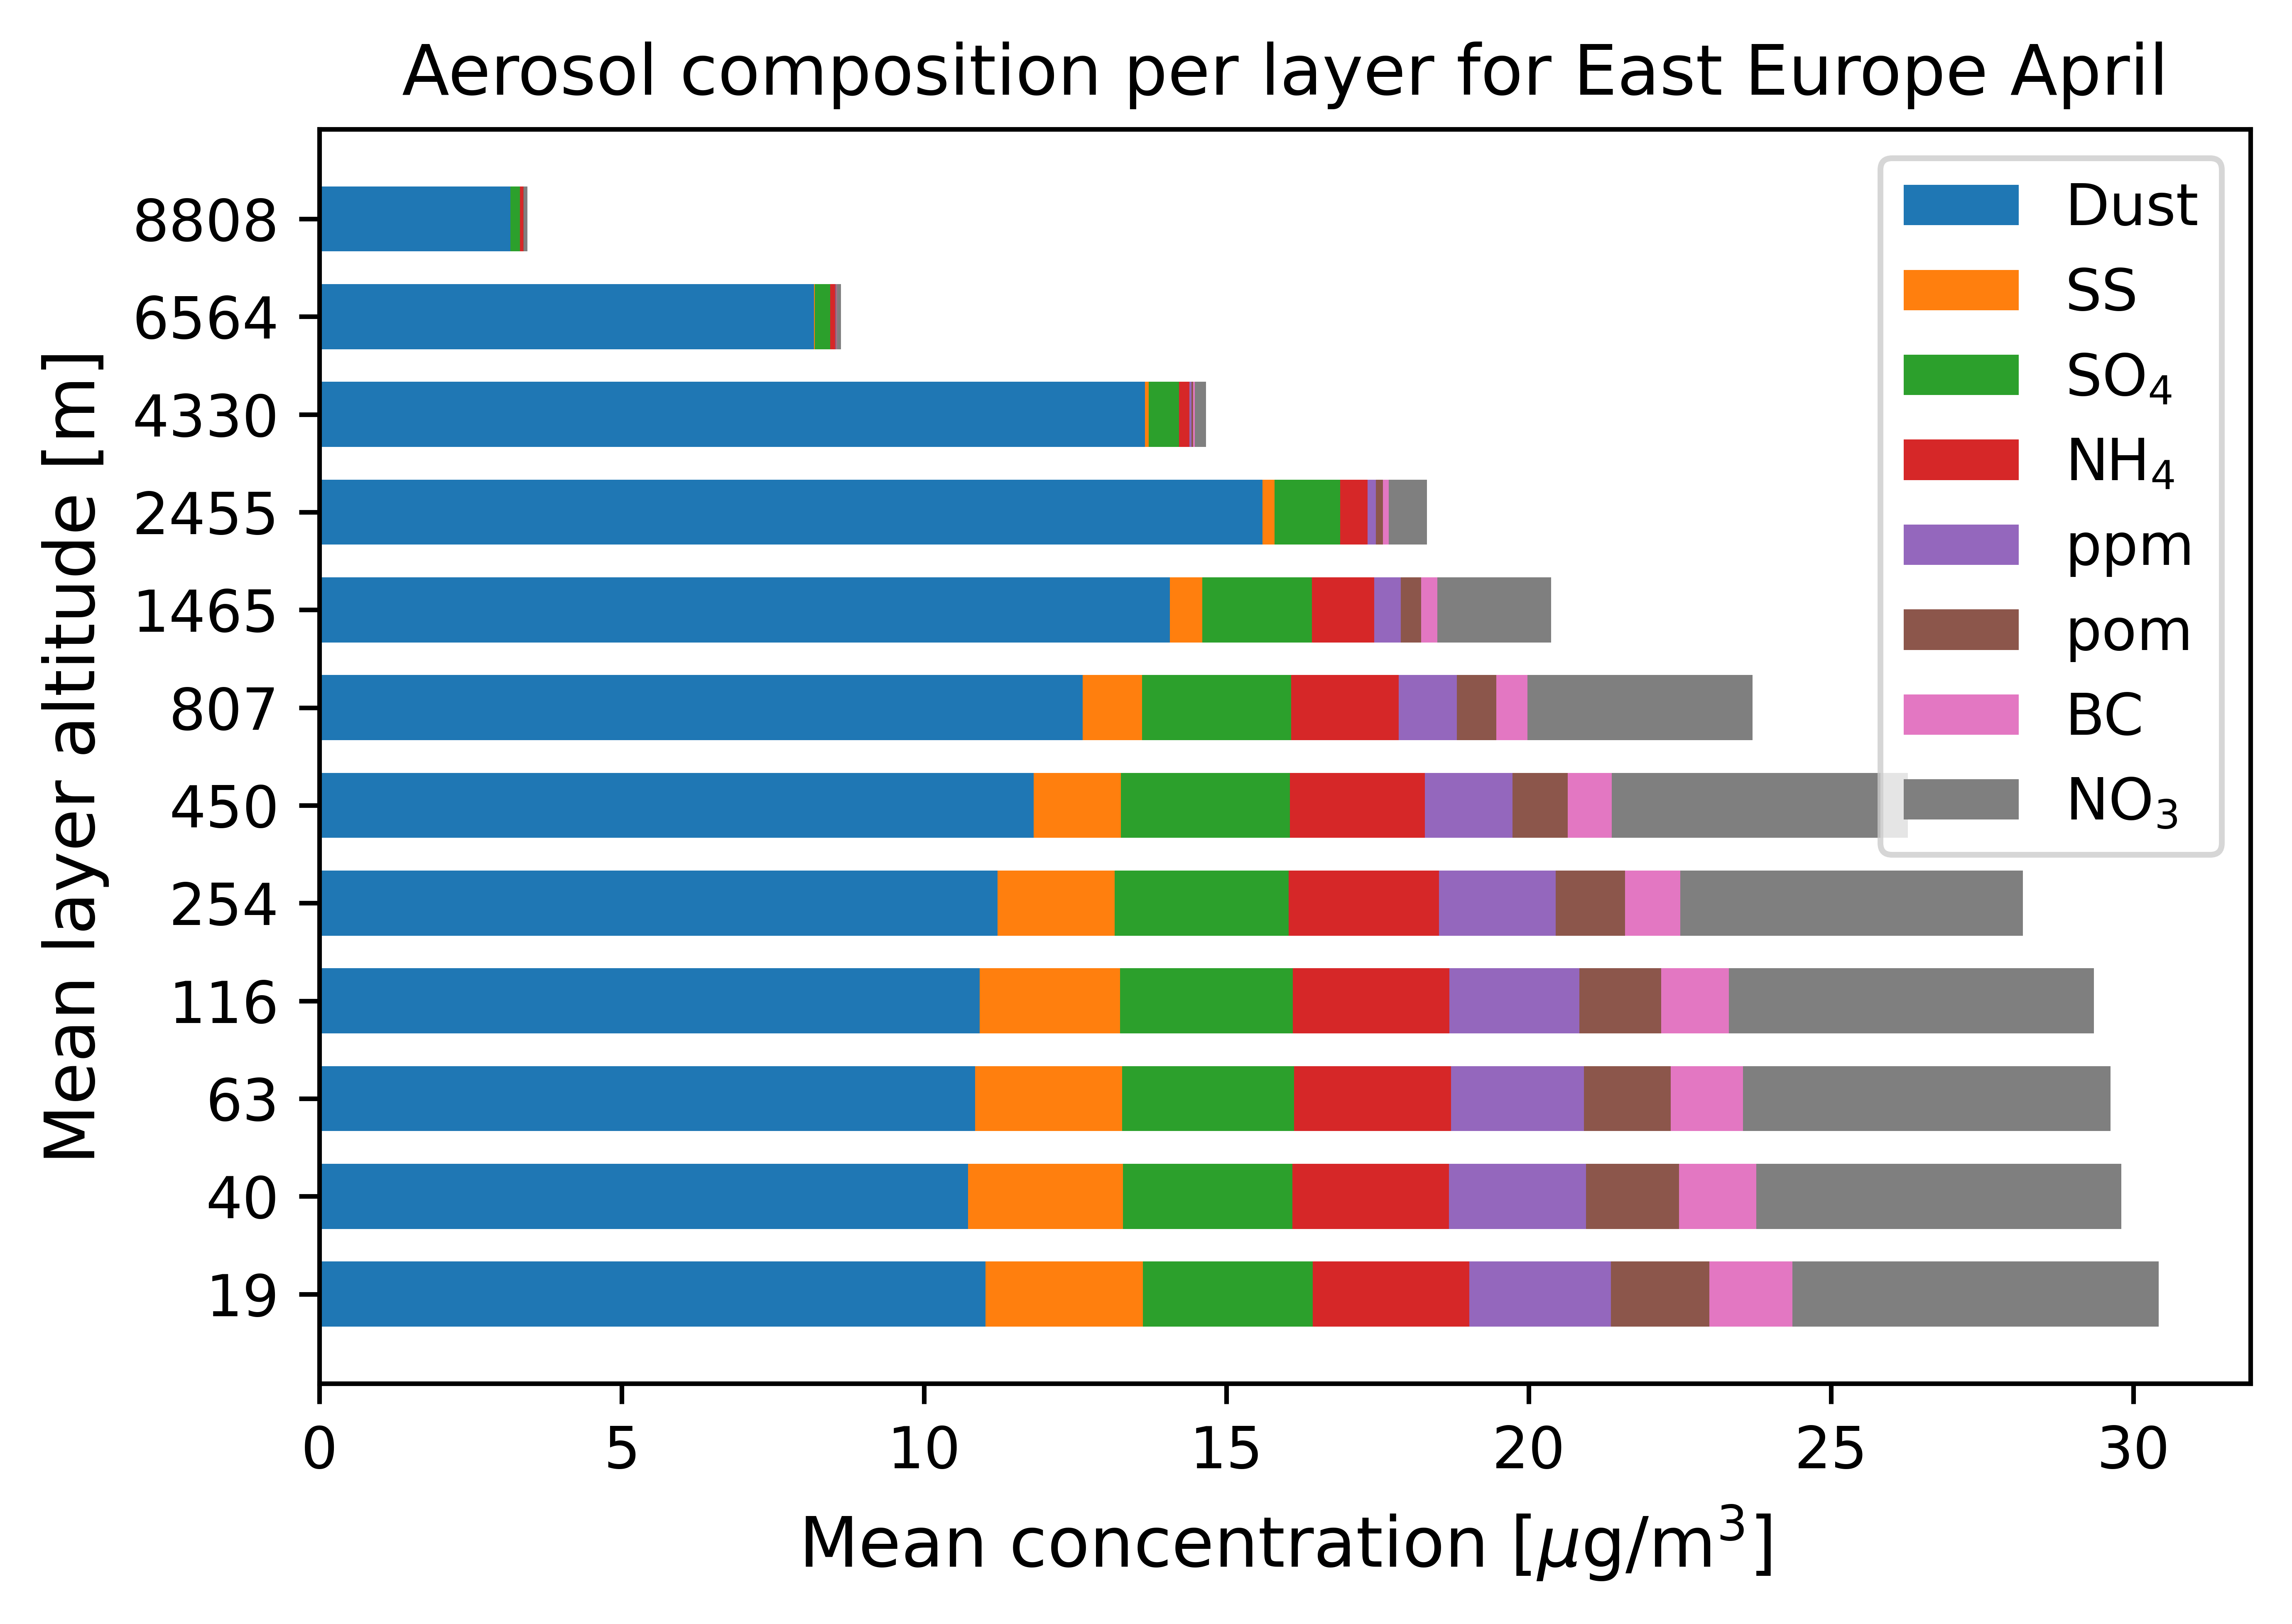 Aerosol composition per layer for East Europe April
Mean layer altitude [m]
8808
6564
4330
2455
1465
807
450
254
116
63
40
19
Dust
SS
SO₄
NH₄
ppm
pom
BC
NO₃
0 5 10 15 20 25 30
Mean concentration [μg/m³]